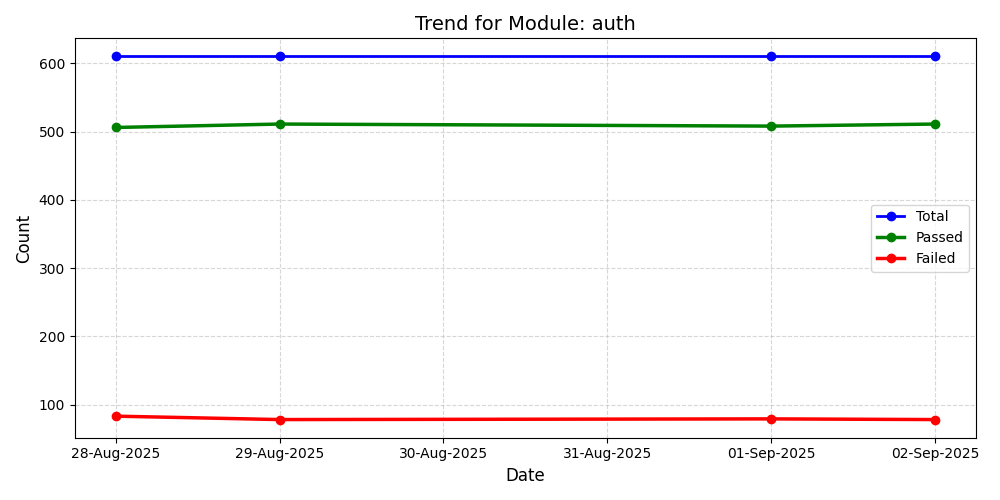 Trend for Module: auth
600
500
400
300
200
100
Count
Total
Passed
Failed
28-Aug-2025 29-Aug-2025 30-Aug-2025 31-Aug-2025 01-Sep-2025 02-Sep-2025
Date